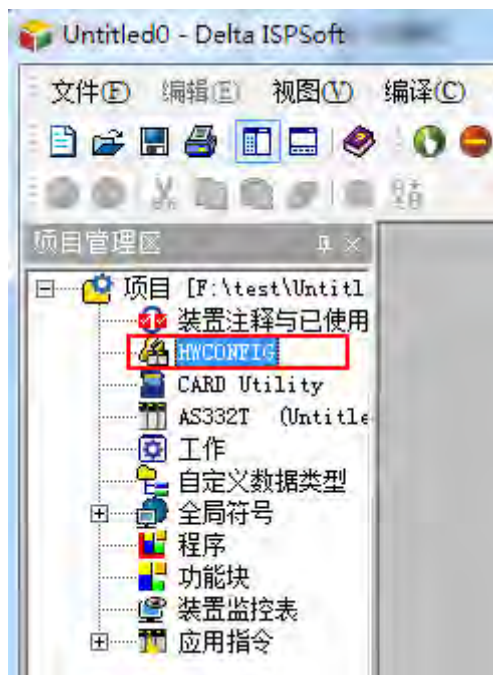 Untitled0 - Delta ISPSoft
文件(F) 编辑(E) 视图(V) 编译(C)
项目管理区
项目 [F:\test\Untitl
装置注释与已使用
HWCONFIG
CARD Utility
AS332T (Untitle
工作
自定义数据类型
全局符号
程序
功能块
装置监控表
应用指令